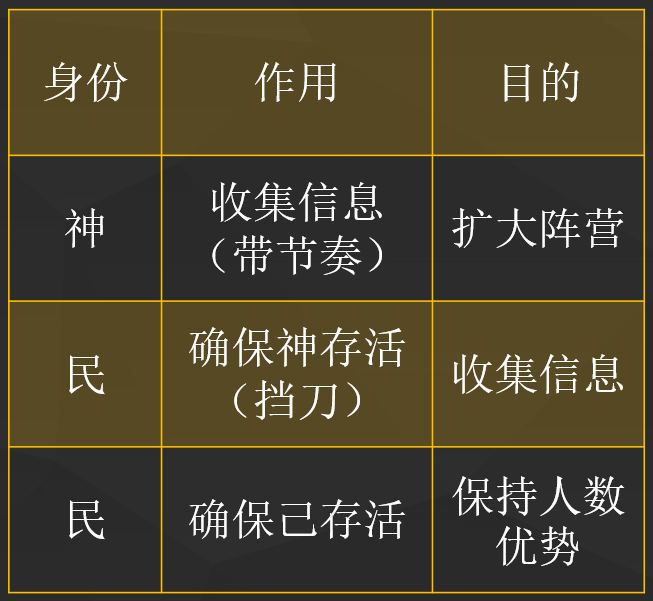 身份 作用 目的
神 收集信息 扩大阵营
（带节奏）
民 确保神存活 收集信息
（挡刀）
民 确保己存活 保持人数
优势